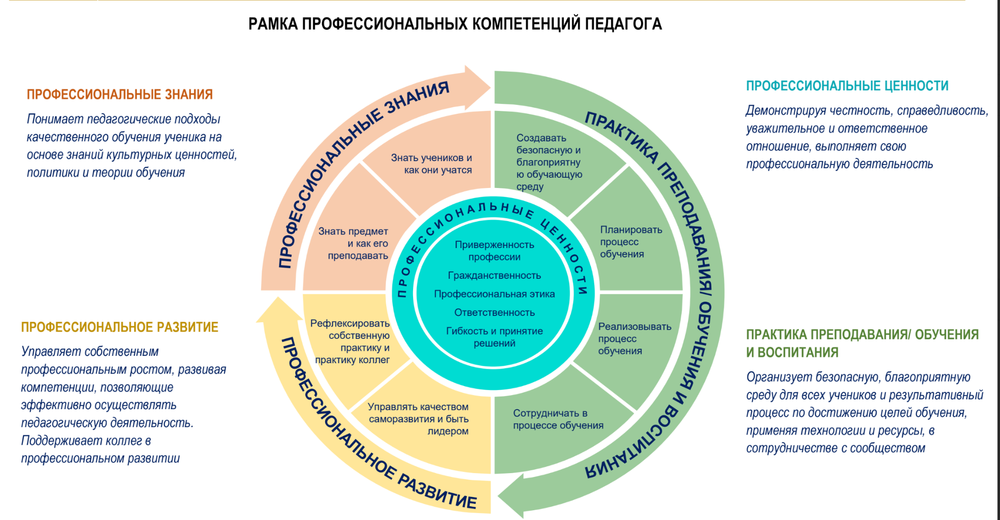 РАМКА ПРОФЕССИОНАЛЬНЫХ КОМПЕТЕНЦИЙ ПЕДАГОГА
ПРОФЕССИОНАЛЬНЫЕ ЗНАНИЯ
Понимает педагогические подходы
качественного обучения ученика на
основе знаний культурных ценностей,
политики и теории обучения
ПРОФЕССИОНАЛЬНОЕ РАЗВИТИЕ
Управляет собственным
профессиональным ростом, развивая
компетенции, позволяющие
эффективно осуществлять
педагогическую деятельность.
Поддерживает коллег в
профессиональном развитии
ПРОФЕССИОНАЛЬНЫЕ ЗНАНИЯ
Знать учеников и
как они учатся
Знать предмет
и как его
преподавать
ПРАКТИКА ПРЕПОДАВАНИЯ/ ОБУЧЕНИЯ И ВОСПИТАНИЯ
Создавать
безопасную и
благоприятну
ю обучающую
среду
Планировать
процесс
обучения
Реализовывать
процесс
обучения
Сотрудничать в
процессе обучения
ПРОФЕССИОНАЛЬНОЕ РАЗВИТИЕ
Управлять качеством
саморазвития и быть
лидером
Рефлексировать
собственную
практику и
практику коллег
ПРОФЕССИОНАЛЬНЫЕ ЦЕННОСТИ
Приверженность
профессии
Гражданственность
Профессиональная этика
Ответственность
Гибкость и принятие
решений
ПРОФЕССИОНАЛЬНЫЕ ЦЕННОСТИ
Демонстрируя честность, справедливость,
уважительное и ответственное
отношение, выполняет свою
профессиональную деятельность
ПРАКТИКА ПРЕПОДАВАНИЯ/ ОБУЧЕНИЯ
И ВОСПИТАНИЯ
Организует безопасную, благоприятную
среду для всех учеников и результативный
процесс по достижению целей обучения,
применяя технологии и ресурсы, в
сотрудничестве с сообществом